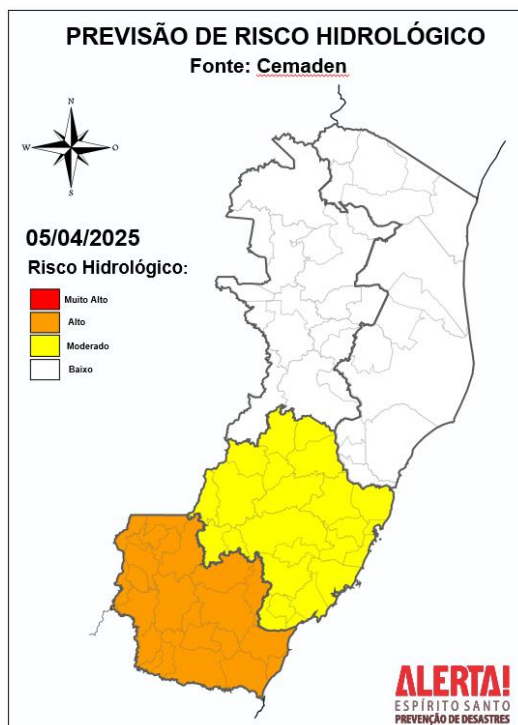 PREVISÃO DE RISCO HIDROLÓGICO
Fonte: Cemaden
N
W
O
S
05/04/2025
Risco Hidrológico:
Muito Alto
Alto
Moderado
Baixo
ALERTA!
ESPÍRITO SANTO
PREVENÇÃO DE DESASTRES